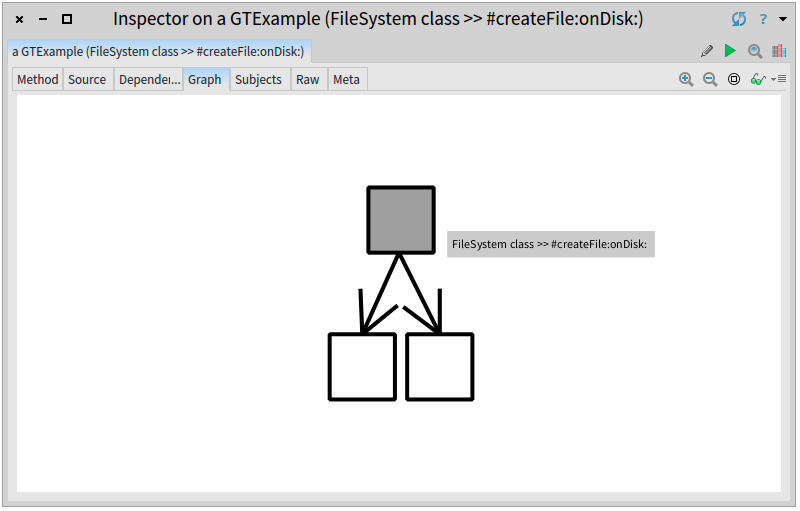 Inspector on a GTExample (FileSystem class >> #createFile:onDisk:)
?
a GTExample (FileSystem class >> #createFile:onDisk:)
Method Source Depender... Graph Subjects Raw Meta
FileSystem class >> #createFile:onDisk: